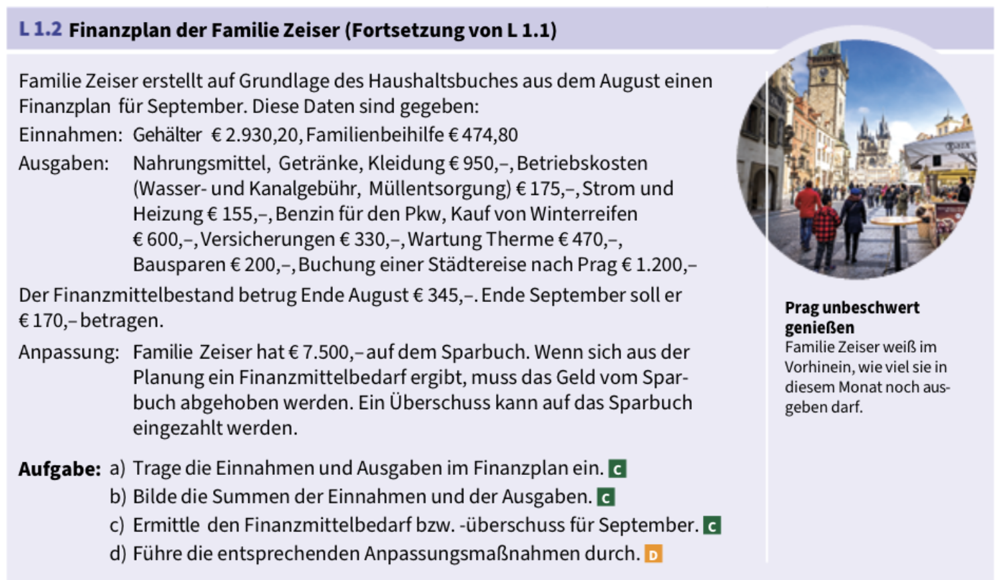 L 1.2 Finanzplan der Familie Zeiser (Fortsetzung von L 1.1)
Familie Zeiser erstellt auf Grundlage des Haushaltsbuches aus dem August einen
Finanzplan für September. Diese Daten sind gegeben:
Einnahmen: Gehälter € 2.930,20, Familienbeihilfe € 474,80
Ausgaben: Nahrungsmittel, Getränke, Kleidung € 950,–, Betriebskosten
(Wasser- und Kanalgebühr, Müllentsorgung) € 175,–, Strom und
Heizung € 155,–, Benzin für den Pkw, Kauf von Winterreifen
€ 600,–, Versicherungen € 330,–, Wartung Therme € 470,–,
Bausparen € 200,–, Buchung einer Städtereise nach Prag € 1.200,–
Der Finanzmittelbestand betrug Ende August € 345,–. Ende September soll er
€ 170,– betragen.
Anpassung: Familie Zeiser hat € 7.500,– auf dem Sparbuch. Wenn sich aus der
Planung ein Finanzmittelbedarf ergibt, muss das Geld vom Spar-
buch abgehoben werden. Ein Überschuss kann auf das Sparbuch
eingezahlt werden.
Aufgabe: a) Trage die Einnahmen und Ausgaben im Finanzplan ein. C
b) Bilde die Summen der Einnahmen und der Ausgaben. C
c) Ermittle den Finanzmittelbedarf bzw. -überschuss für September. C
d) Führe die entsprechenden Anpassungsmaßnahmen durch. D
Prag unbeschwert
genießen
Familie Zeiser weiß im
Vorhinein, wie viel sie in
diesem Monat noch aus-
geben darf.